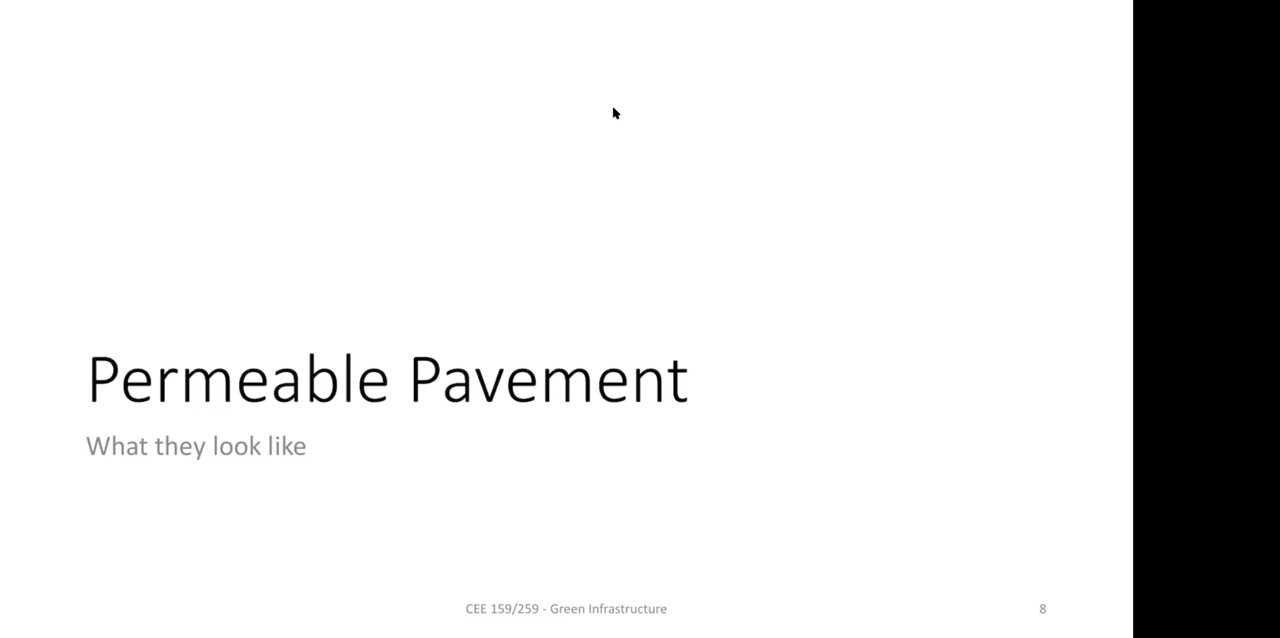 Permeable Pavement
What they look like
CEE 159/259 - Green Infrastructure
8